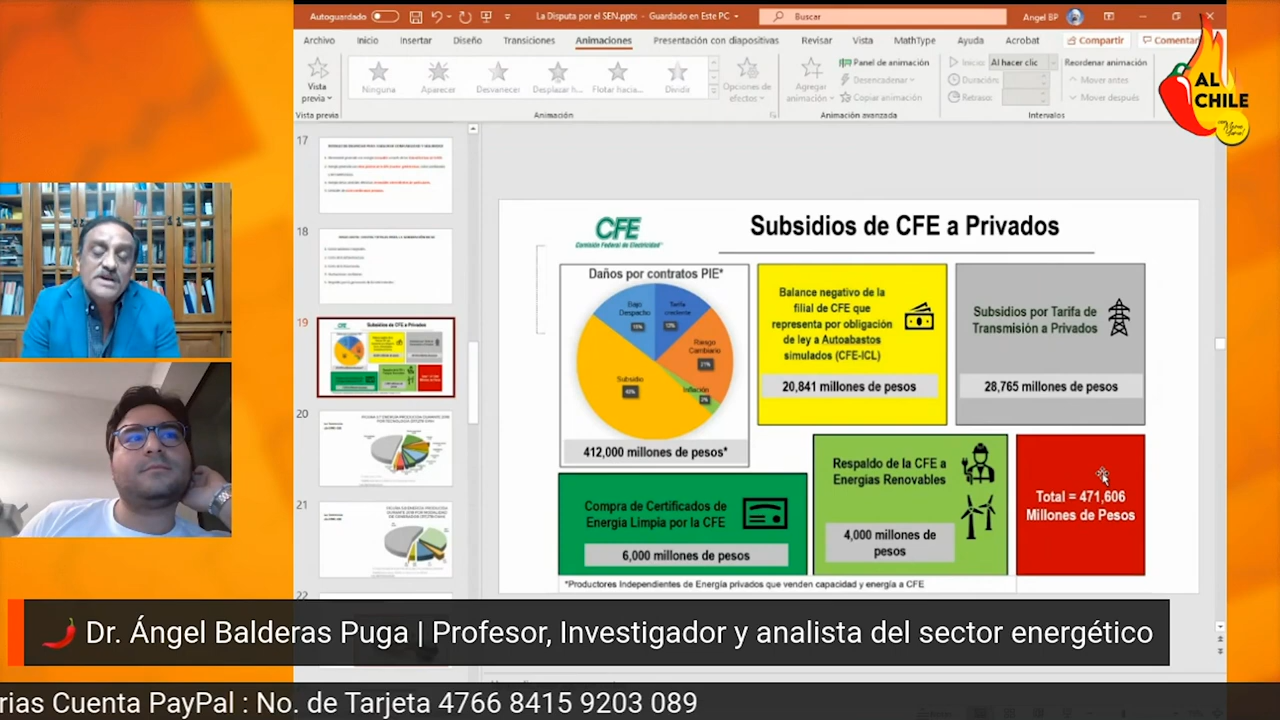 Autoguardado
La Disputa por el SEN.pptx - Guardado en Este PC
Buscar
Angel BP
Archivo Inicio Insertar Diseño Transiciones Animaciones Presentación con diapositivas Revisar Vista MathType Ayuda Acrobat Compartir Comentar
Vista previa
Ninguna Aparecer Desvanecer Desplazar h... Flotar hacia... Dividir
Opciones de efectos
Agregar animación
Panel de animación
Desencadenar
Copiar animación
Inicio: Al hacer clic
Duración:
Retraso:
Reordenar animación
Mover antes
Mover después
Vista previa Animación Animación avanzada Intervalos
AL CHILE
17
18
19
20
21
22
CFE
Comisión Federal de Electricidad
Subsidios de CFE a Privados
Daños por contratos PIE*
Bajo Despacho
Tarifa creciente
Riesgo Cambiario
Inflación
Subsidio
412,000 millones de pesos*
Balance negativo de la
filial de CFE que
representa por obligación
de ley a Autoabastos
simulados (CFE-ICL)
20,841 millones de pesos
Subsidios por Tarifa de
Transmisión a Privados
28,765 millones de pesos
Compra de Certificados de
Energía Limpia por la CFE
6,000 millones de pesos
Respaldo de la CFE a
Energías Renovables
4,000 millones de
pesos
Total = 471,606
Millones de Pesos
*Productores Independientes de Energía privados que venden capacidad y energía a CFE
Dr. Ángel Balderas Puga | Profesor, Investigador y analista del sector energético
rias Cuenta PayPal : No. de Tarjeta 4766 8415 9203 089